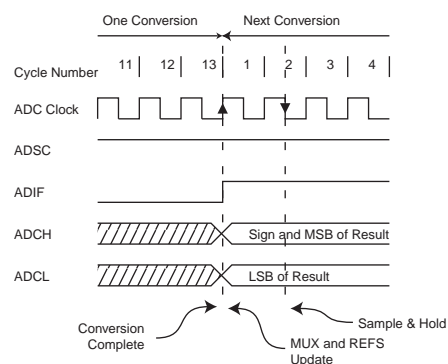 One Conversion
Next Conversion
Cycle Number
11
12
13
1
2
3
4
ADC Clock
ADSC
ADIF
ADCH
Sign and MSB of Result
ADCL
LSB of Result
Conversion
Complete
MUX and REFS
Update
Sample & Hold